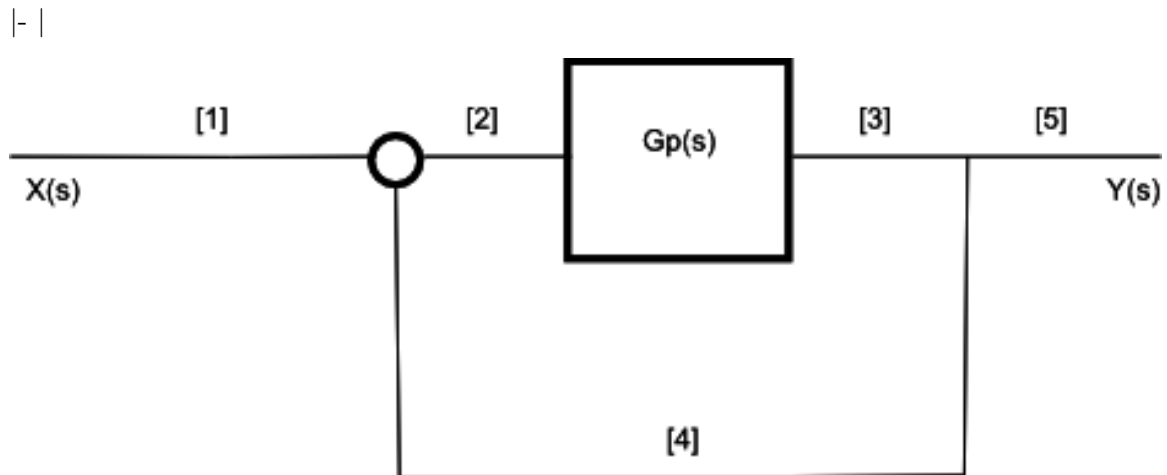 |- |
[1] [2] Gp(s) [3] [5]
X(s) Y(s)
[4]